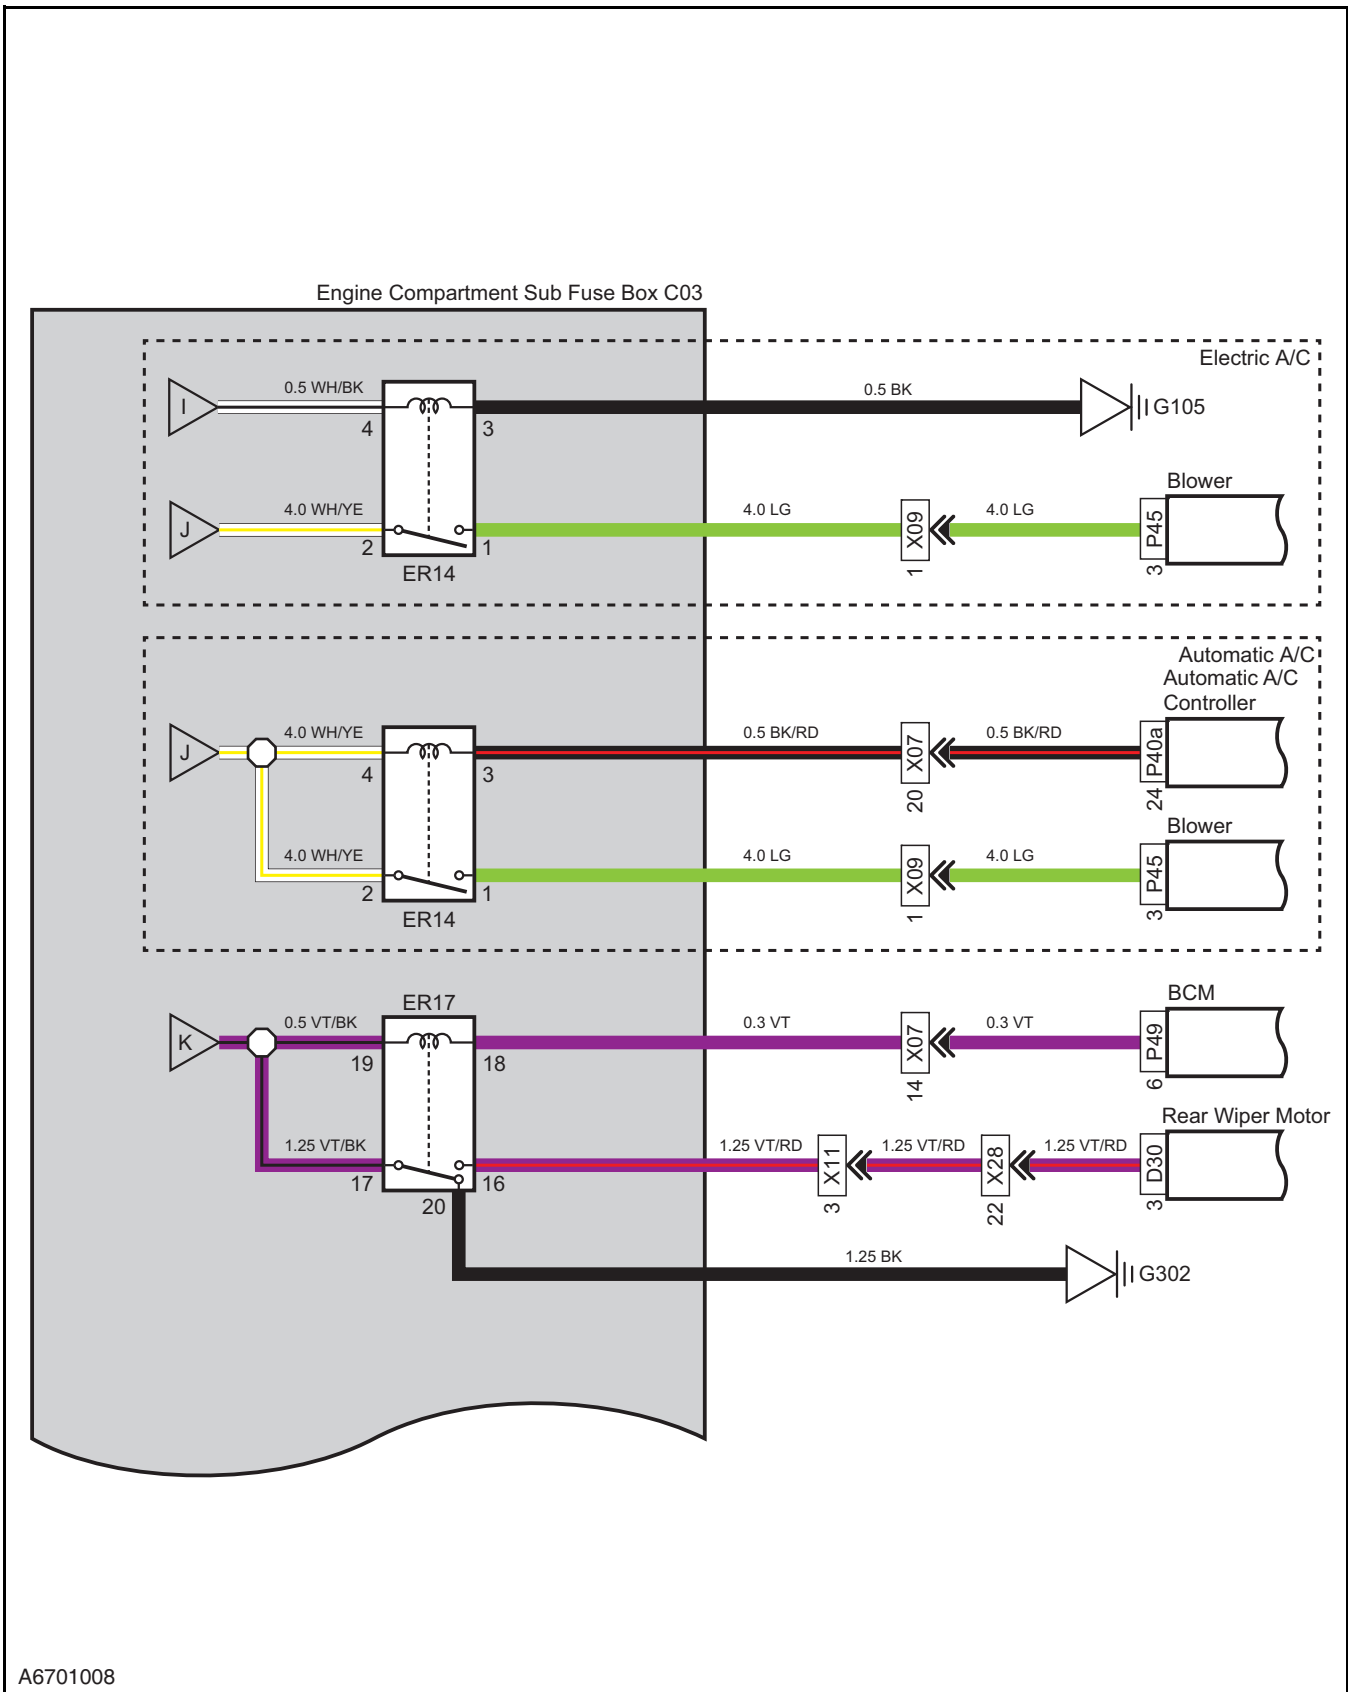 Engine Compartment Sub Fuse Box C03
Electric A/C
I
0.5 WH/BK
4
3
0.5 BK
G105
Blower
J
4.0 WH/YE
2
1
ER14
4.0 LG
X09
1
4.0 LG
P45
3
Automatic A/C
Automatic A/C
Controller
J
4.0 WH/YE
4
3
0.5 BK/RD
X07
20
0.5 BK/RD
P40a
24
Blower
4.0 WH/YE
2
1
ER14
4.0 LG
X09
1
4.0 LG
P45
3
ER17
BCM
K
0.5 VT/BK
19
18
0.3 VT
X07
14
0.3 VT
P49
6
Rear Wiper Motor
1.25 VT/BK
17
16
20
1.25 VT/RD
X11
3
1.25 VT/RD
X28
22
1.25 VT/RD
D30
3
1.25 BK
G302
A6701008